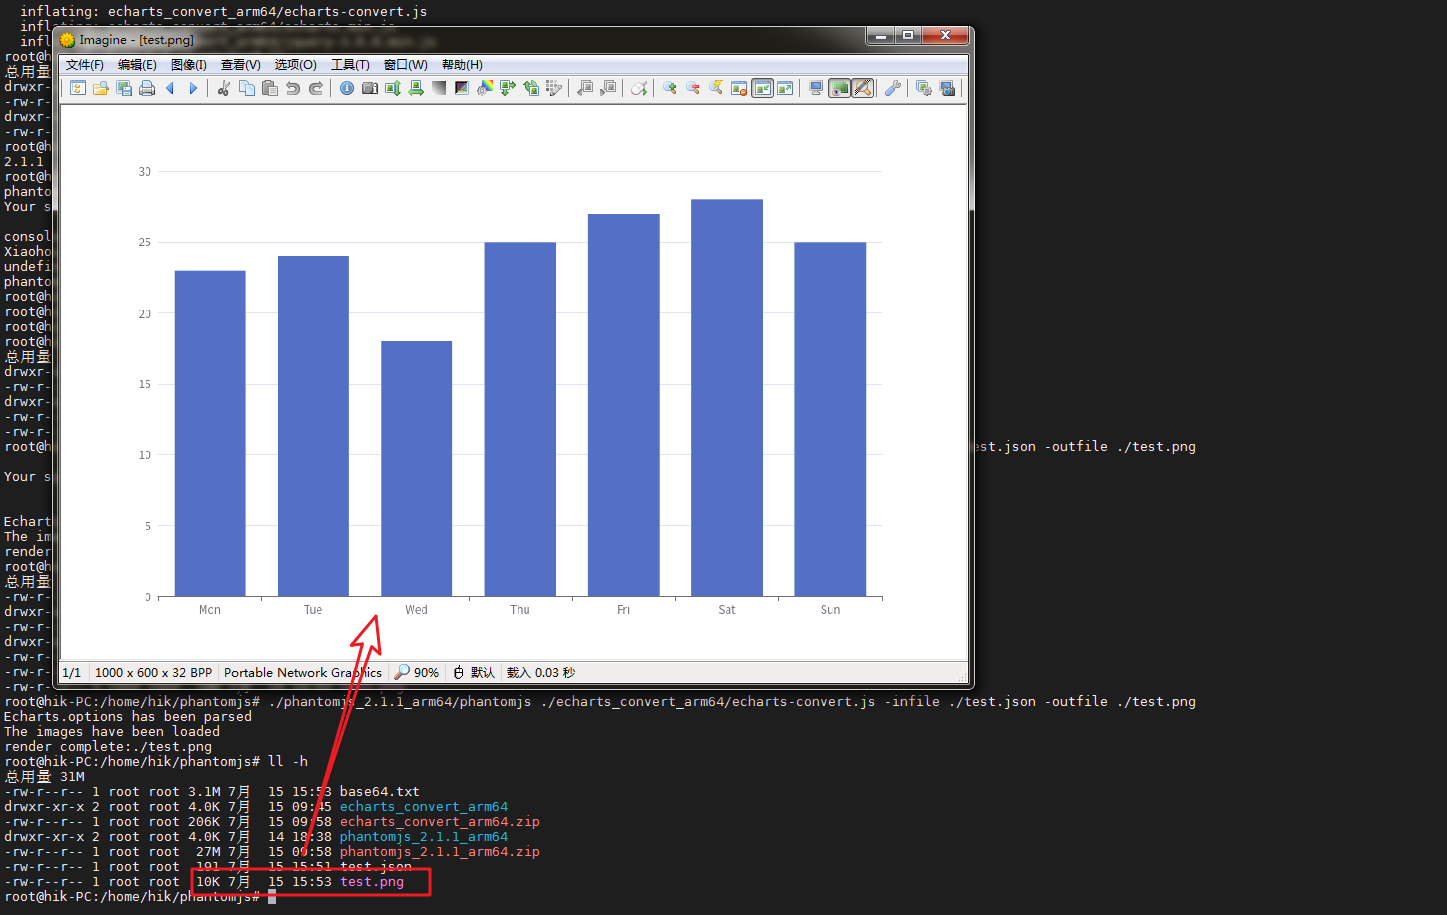 inflating: echarts_convert_arm64/echarts-convert.js
Imagine - [test.png]
文件(F) 编辑(E) 图像(I) 查看(V) 选项(O) 工具(T) 窗口(W) 帮助(H)
root@h
总用量
drwxr-
-rw-r-
drwxr-
-rw-r-
root@h
2.1.1
root@h
phanto
Your s
consol
Xiaoho
undefi
phanto
root@h
root@h
root@h
root@h
总用量
drwxr-
-rw-r-
drwxr-
-rw-r-
-rw-r-
root@h est.json -outfile ./test.png
Your s
Echart
The im
render
root@h
总用量
-rw-r-
drwxr-
-rw-r-
drwxr-
-rw-r-
-rw-r-
-rw-r-
30
25
20
15
10
5
0
Mon Tue Wed Thu Fri Sat Sun
1/1 1000 x 600 x 32 BPP Portable Network Graphics 90% 默认 载入 0.03 秒
root@hik-PC:/home/hik/phantomjs# ./phantomjs_2.1.1_arm64/phantomjs ./echarts_convert_arm64/echarts-convert.js -infile ./test.json -outfile ./test.png
Echarts.options has been parsed
The images have been loaded
render complete:./test.png
root@hik-PC:/home/hik/phantomjs# ll -h
总用量 31M
-rw-r--r-- 1 root root 3.1M 7月 15 15:53 base64.txt
drwxr-xr-x 2 root root 4.0K 7月 15 09:45 echarts_convert_arm64
-rw-r--r-- 1 root root 206K 7月 15 09:58 echarts_convert_arm64.zip
drwxr-xr-x 2 root root 4.0K 7月 14 18:38 phantomjs_2.1.1_arm64
-rw-r--r-- 1 root root 27M 7月 15 09:58 phantomjs_2.1.1_arm64.zip
-rw-r--r-- 1 root root 191 7月 15 15:51 test.json
-rw-r--r-- 1 root root 10K 7月 15 15:53 test.png
root@hik-PC:/home/hik/phantomjs#